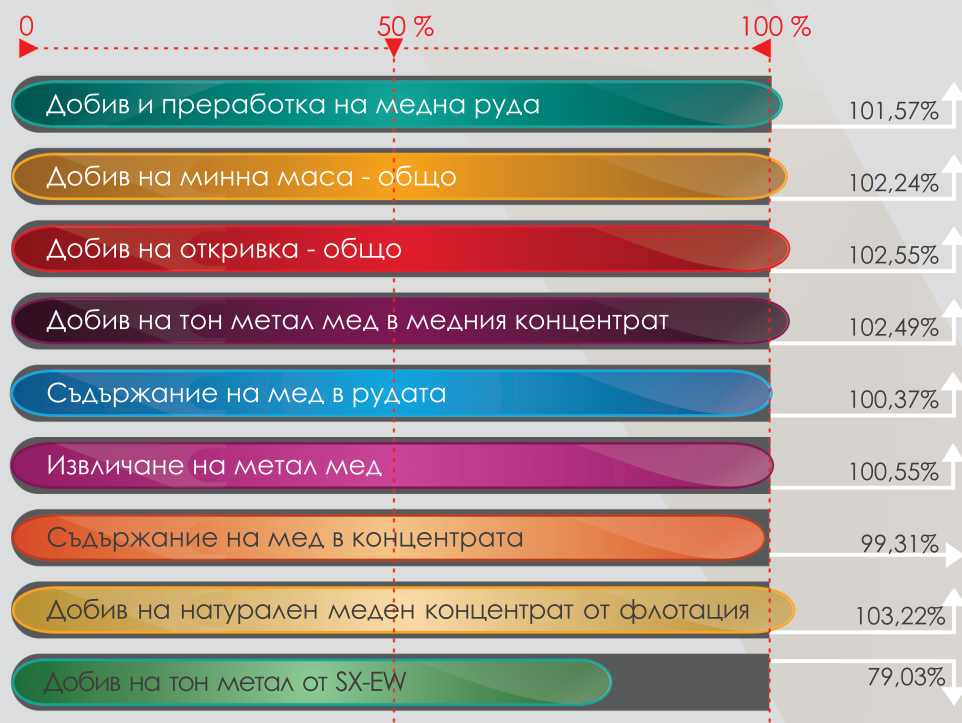 0 50 % 100 %
Добив и преработка на медна руда 101,57%
Добив на минна маса - общо 102,24%
Добив на откривка - общо 102,55%
Добив на тон метал мед в медния концентрат 102,49%
Съдържание на мед в рудата 100,37%
Извличане на метал мед 100,55%
Съдържание на мед в концентрата 99,31%
Добив на натурален меден концентрат от флотация 103,22%
Добив на тон метал от SX-EW 79,03%